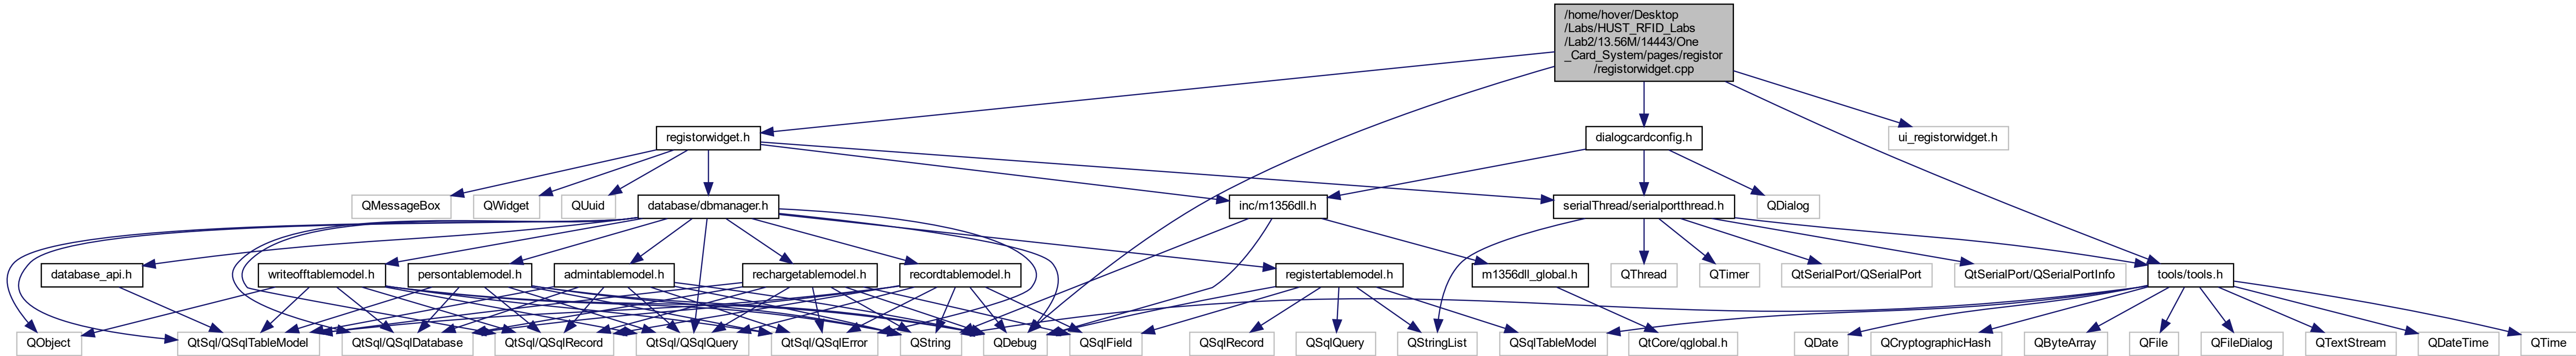 /home/hover/Desktop
/Labs/HUST_RFID_Labs
/Lab2/13.56M/14443/One
_Card_System/pages/registor
/registorwidget.cpp
registorwidget.h
dialogcardconfig.h
ui_registorwidget.h
QMessageBox
QWidget
QUuid
database/dbmanager.h
inc/m1356dll.h
serialThread/serialportthread.h
QDialog
database_api.h
writeofftablemodel.h
persontablemodel.h
admintablemodel.h
rechargetablemodel.h
recordtablemodel.h
registertablemodel.h
m1356dll_global.h
QThread
QTimer
QtSerialPort/QSerialPort
QtSerialPort/QSerialPortInfo
tools/tools.h
QObject
QtSql/QSqlTableModel
QtSql/QSqlDatabase
QtSql/QSqlRecord
QtSql/QSqlQuery
QtSql/QSqlError
QString
QDebug
QSqlField
QSqlRecord
QSqlQuery
QStringList
QSqlTableModel
QtCore/qglobal.h
QDate
QCryptographicHash
QByteArray
QFile
QFileDialog
QTextStream
QDateTime
QTime